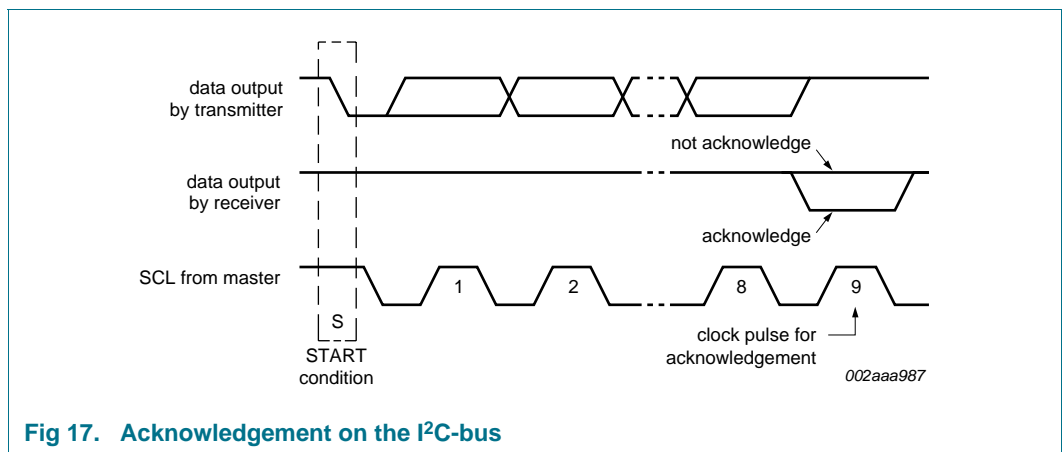 data output
by transmitter
not acknowledge
data output
by receiver
acknowledge
SCL from master
1
2
8
9
S
START
condition
clock pulse for
acknowledgement
002aaa987
Fig 17. Acknowledgement on the I²C-bus